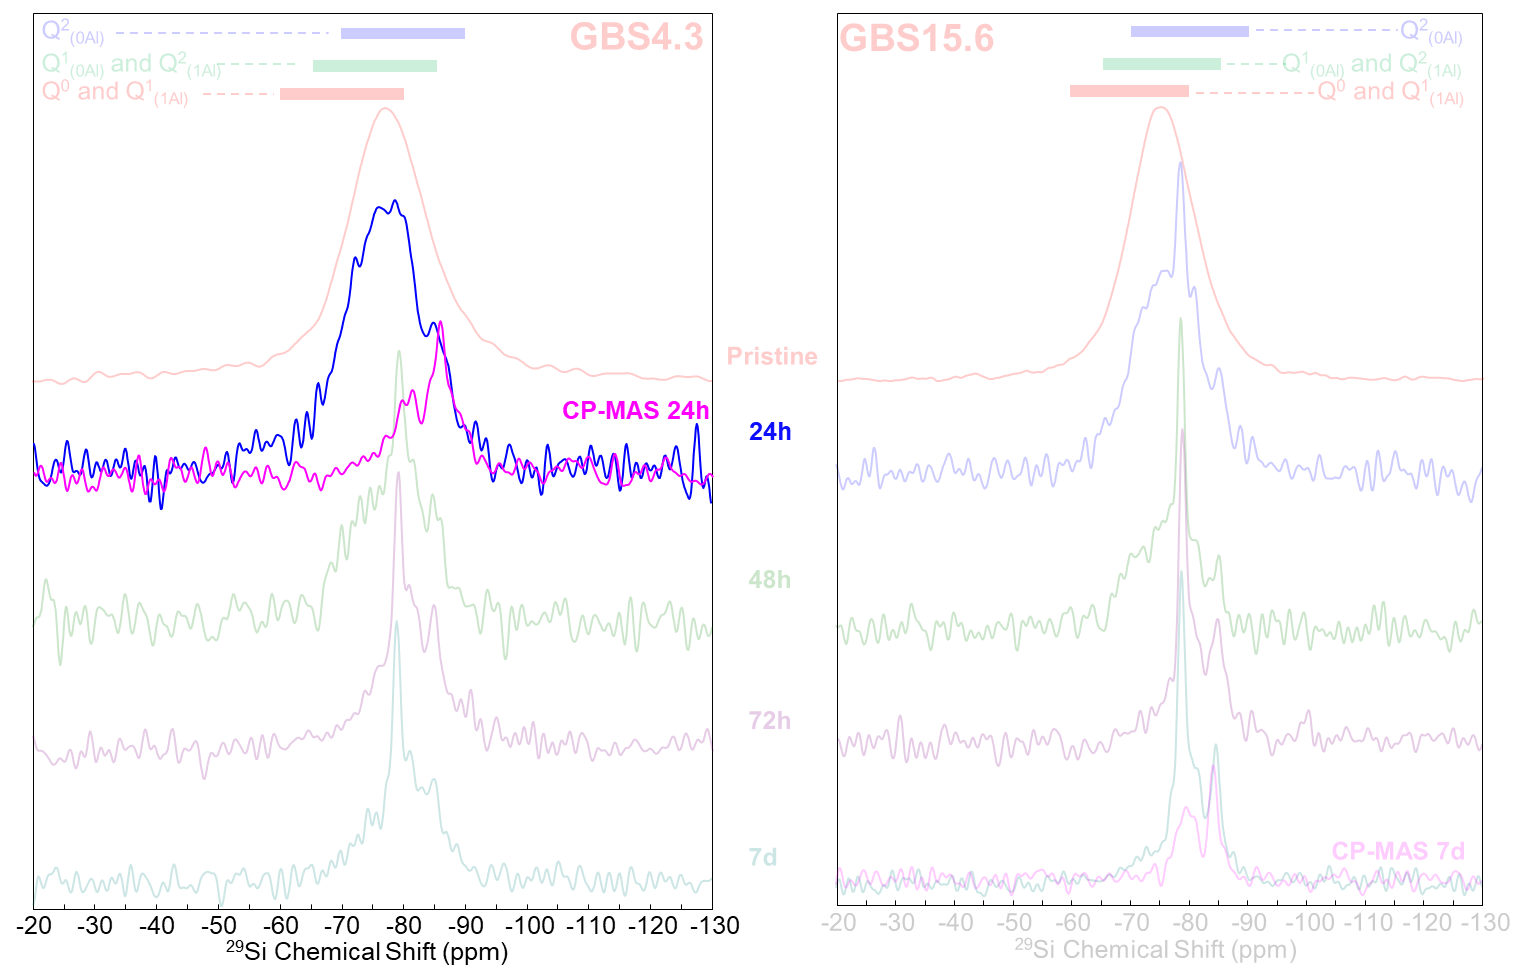 Q2(0Al)
GBS4.3
Q1(0Al) and Q2(1Al)
Q0 and Q1(1Al)
GBS15.6
Q2(0Al)
Q1(0Al) and Q2(1Al)
Q0 and Q1(1Al)
Pristine
CP-MAS 24h
24h
48h
72h
7d
CP-MAS 7d
-20 -30 -40 -50 -60 -70 -80 -90 -100 -110 -120 -130
29Si Chemical Shift (ppm)
-20 -30 -40 -50 -60 -70 -80 -90 -100 -110 -120 -130
29Si Chemical Shift (ppm)